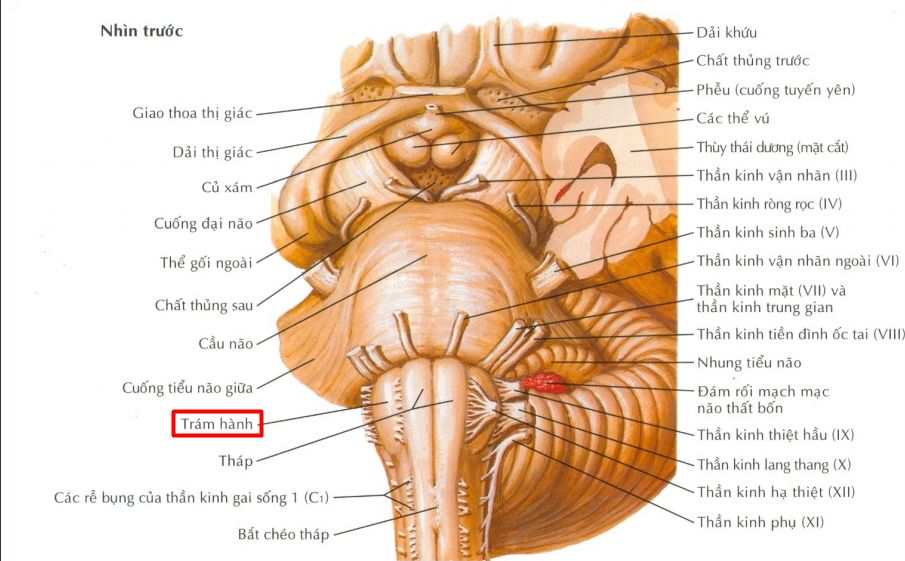 Nhìn trước
Giao thoa thị giác
Dải thị giác
Củ xám
Cuống đại não
Thể gối ngoài
Chất thủng sau
Cầu não
Cuống tiểu não giữa
Trám hành
Tháp
Các rễ bụng của thần kinh gai sống 1 (C1)
Bắt chéo tháp
Dải khứu
Chất thủng trước
Phễu (cuống tuyến yên)
Các thể vú
Thùy thái dương (mặt cắt)
Thần kinh vận nhãn (III)
Thần kinh ròng rọc (IV)
Thần kinh sinh ba (V)
Thần kinh vận nhãn ngoài (VI)
Thần kinh mặt (VII) và
thần kinh trung gian
Thần kinh tiền đình ốc tai (VIII)
Nhung tiểu não
Đám rối mạch mạc
não thất bốn
Thần kinh thiệt hầu (IX)
Thần kinh lang thang (X)
Thần kinh hạ thiệt (XII)
Thần kinh phụ (XI)